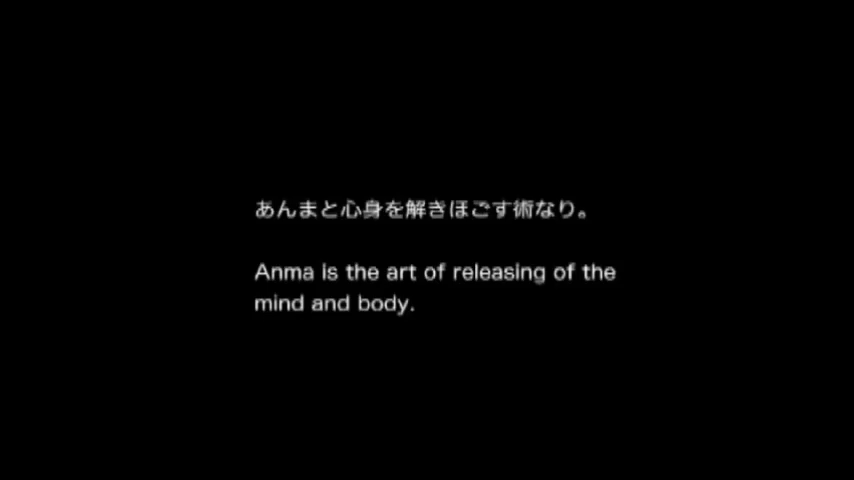 あんまと心身を解きほごす術なり。
Anma is the art of releasing of the
mind and body.